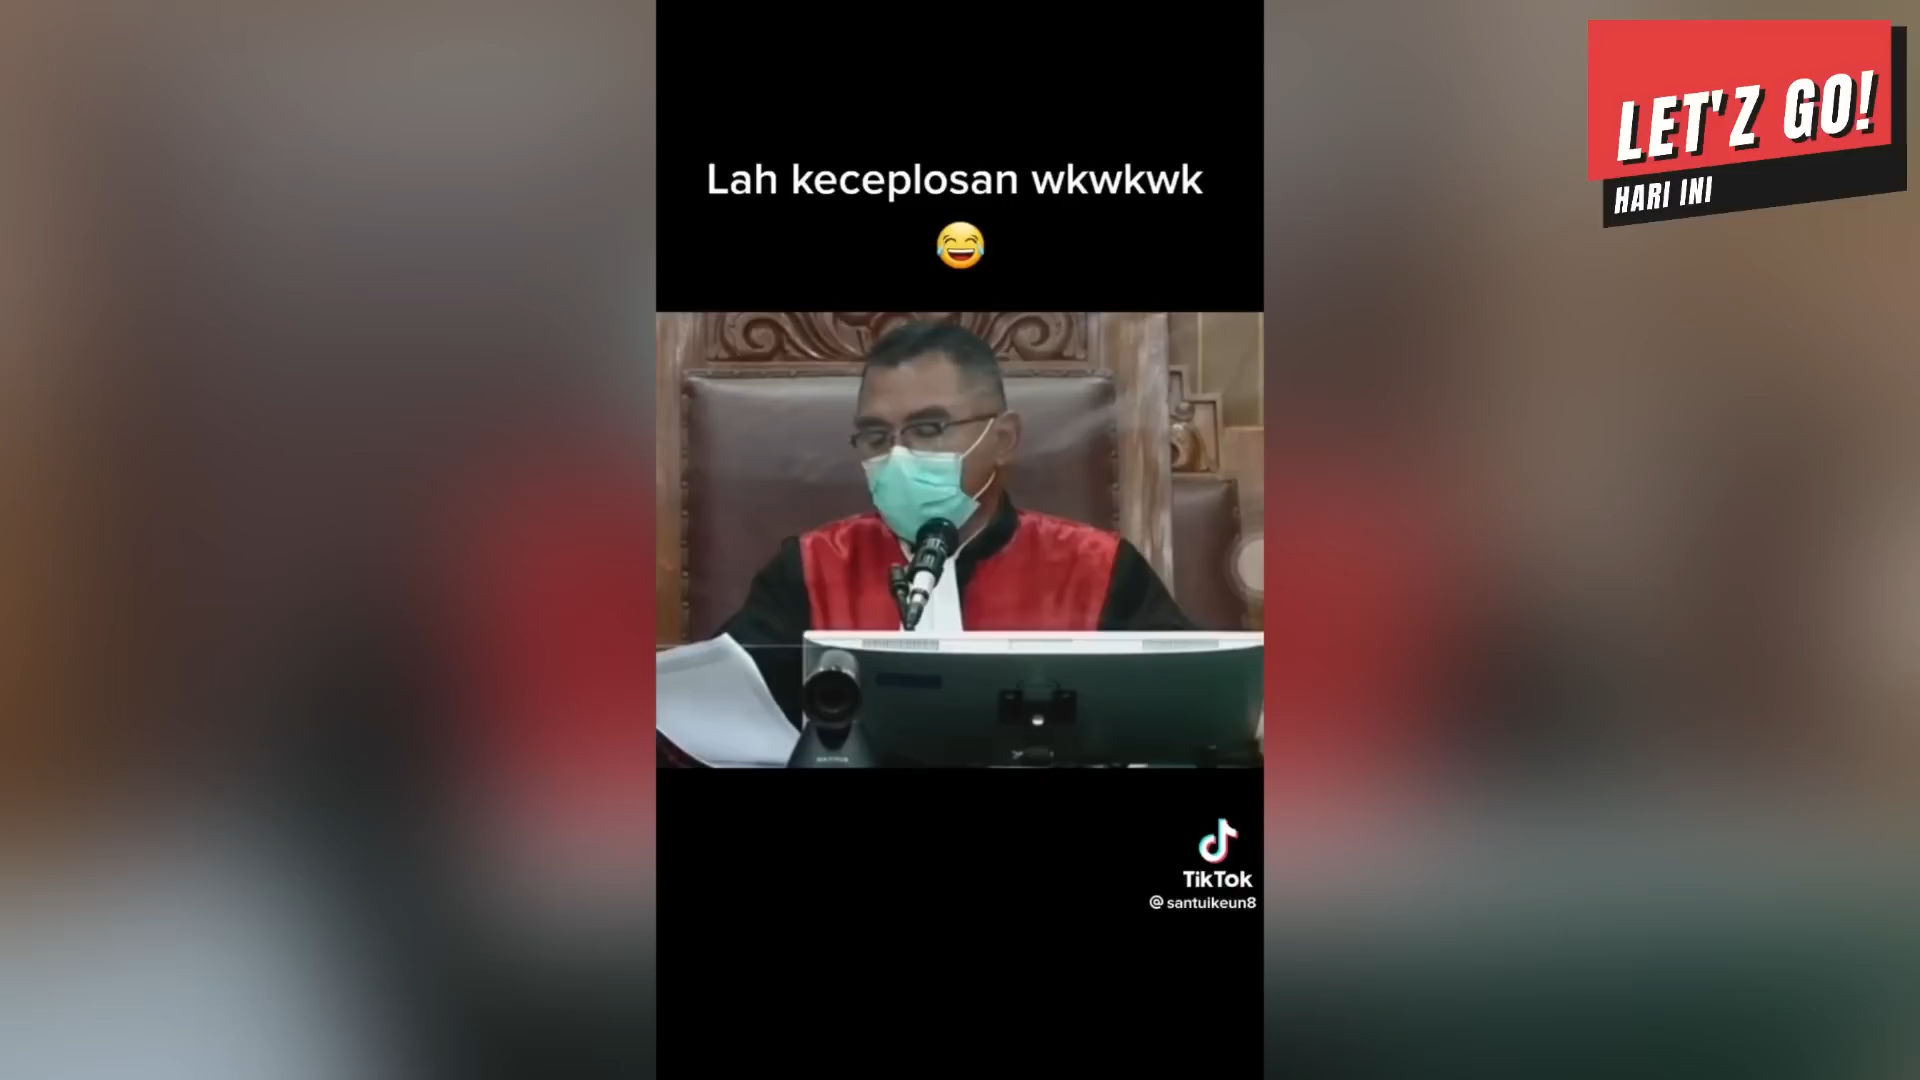 LET'Z GO!
HARI INI
Lah keceplosan wkwkwk
😂
TikTok
@santuikeun8